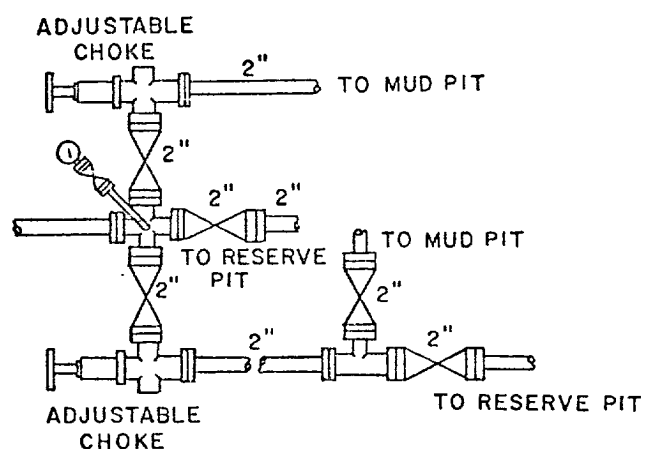 ADJUSTABLE
CHOKE
2"
TO MUD PIT
2"
2"
2"
TO RESERVE
PIT
TO MUD PIT
2"
2"
2"
2"
ADJUSTABLE
CHOKE
TO RESERVE PIT